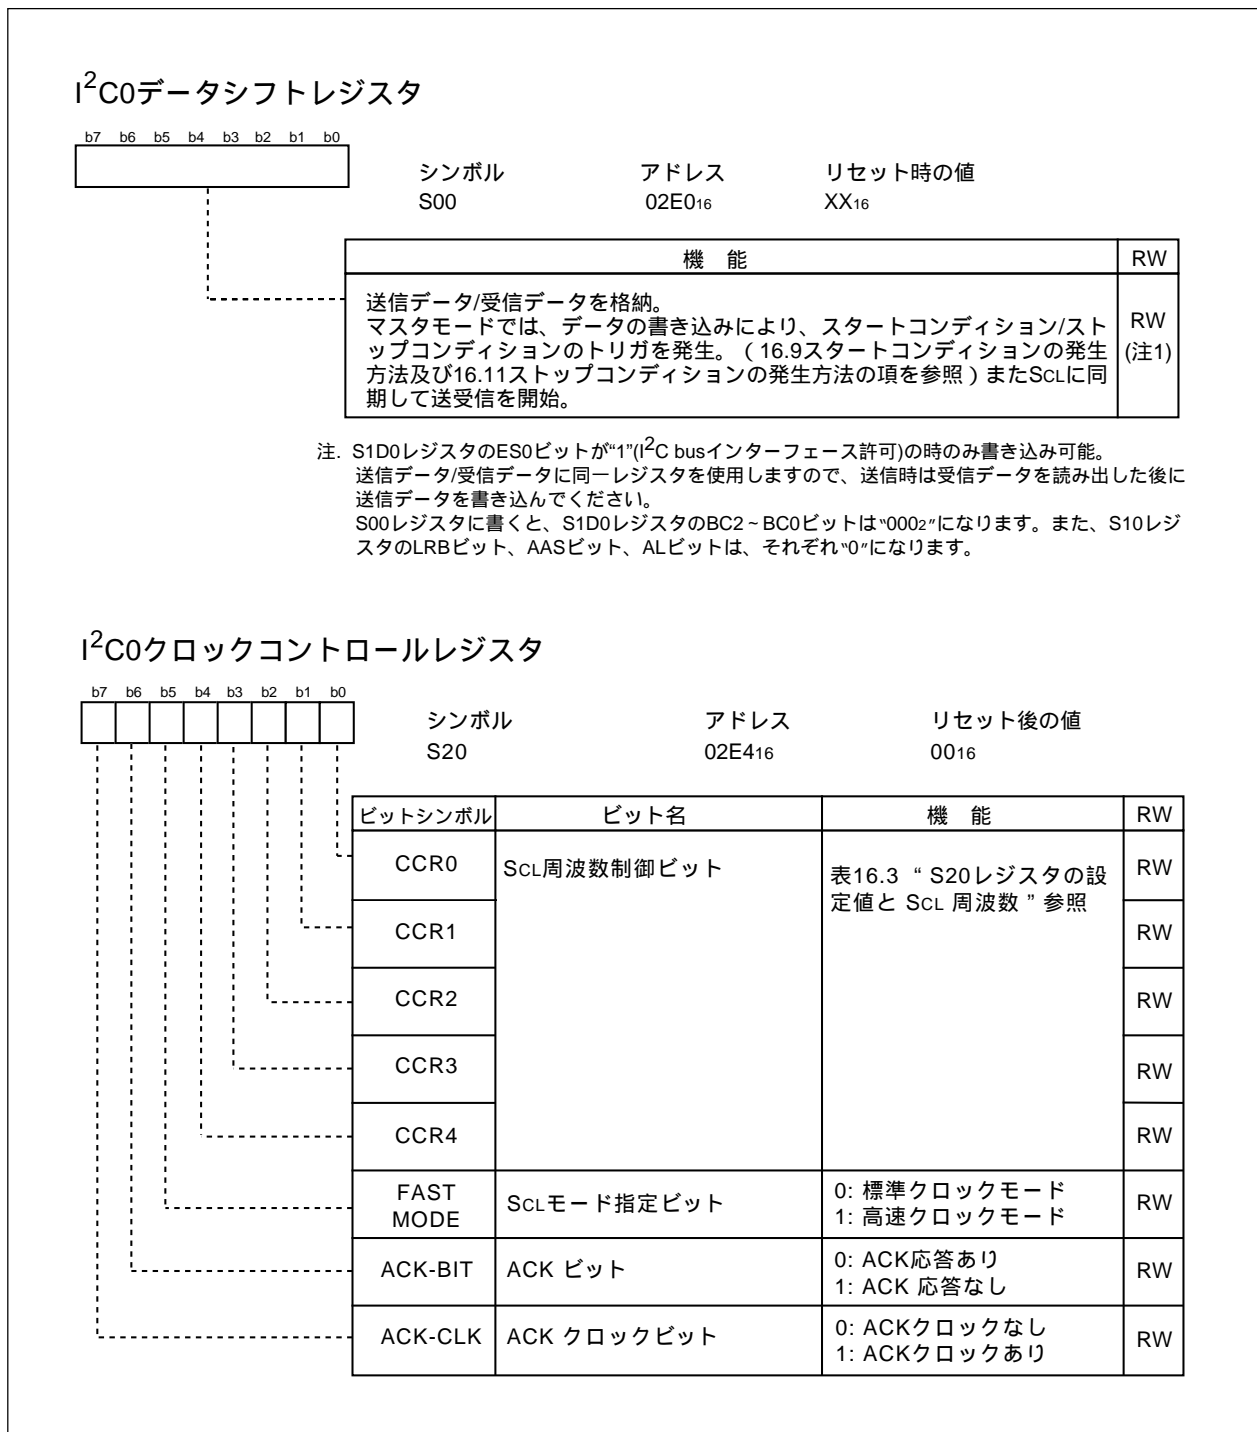 I2C0データシフトレジスタ
b7 b6 b5 b4 b3 b2 b1 b0
シンボル アドレス リセット時の値
S00 02E016 XX16
機 能 RW
送信データ/受信データを格納。
マスタモードでは、データの書き込みにより、スタートコンディション/スト
ップコンディションのトリガを発生。（16.9スタートコンディションの発生
方法及び16.11ストップコンディションの発生方法の項を参照）またSCLに同
期して送受信を開始。
RW
(注1)
注. S1D0レジスタのES0ビットが“1”(I2C busインターフェース許可)の時のみ書き込み可能。
送信データ/受信データに同一レジスタを使用しますので、送信時は受信データを読み出した後に
送信データを書き込んでください。
S00レジスタに書くと、S1D0レジスタのBC2～BC0ビットは“0002”になります。また、S10レジ
スタのLRBビット、AASビット、ALビットは、それぞれ“0”になります。
I2C0クロックコントロールレジスタ
b7 b6 b5 b4 b3 b2 b1 b0
シンボル アドレス リセット後の値
S20 02E416 0016
ビットシンボル ビット名 機 能 RW
CCR0 SCL周波数制御ビット RW
表16.3 “ S20レジスタの設
定値と SCL 周波数 ” 参照
CCR1 RW
CCR2 RW
CCR3 RW
CCR4 RW
FAST
MODE
SCLモード指定ビット
0: 標準クロックモード
1: 高速クロックモード
RW
ACK-BIT ACK ビット
0: ACK応答あり
1: ACK 応答なし
RW
ACK-CLK ACK クロックビット
0: ACKクロックなし
1: ACKクロックあり
RW